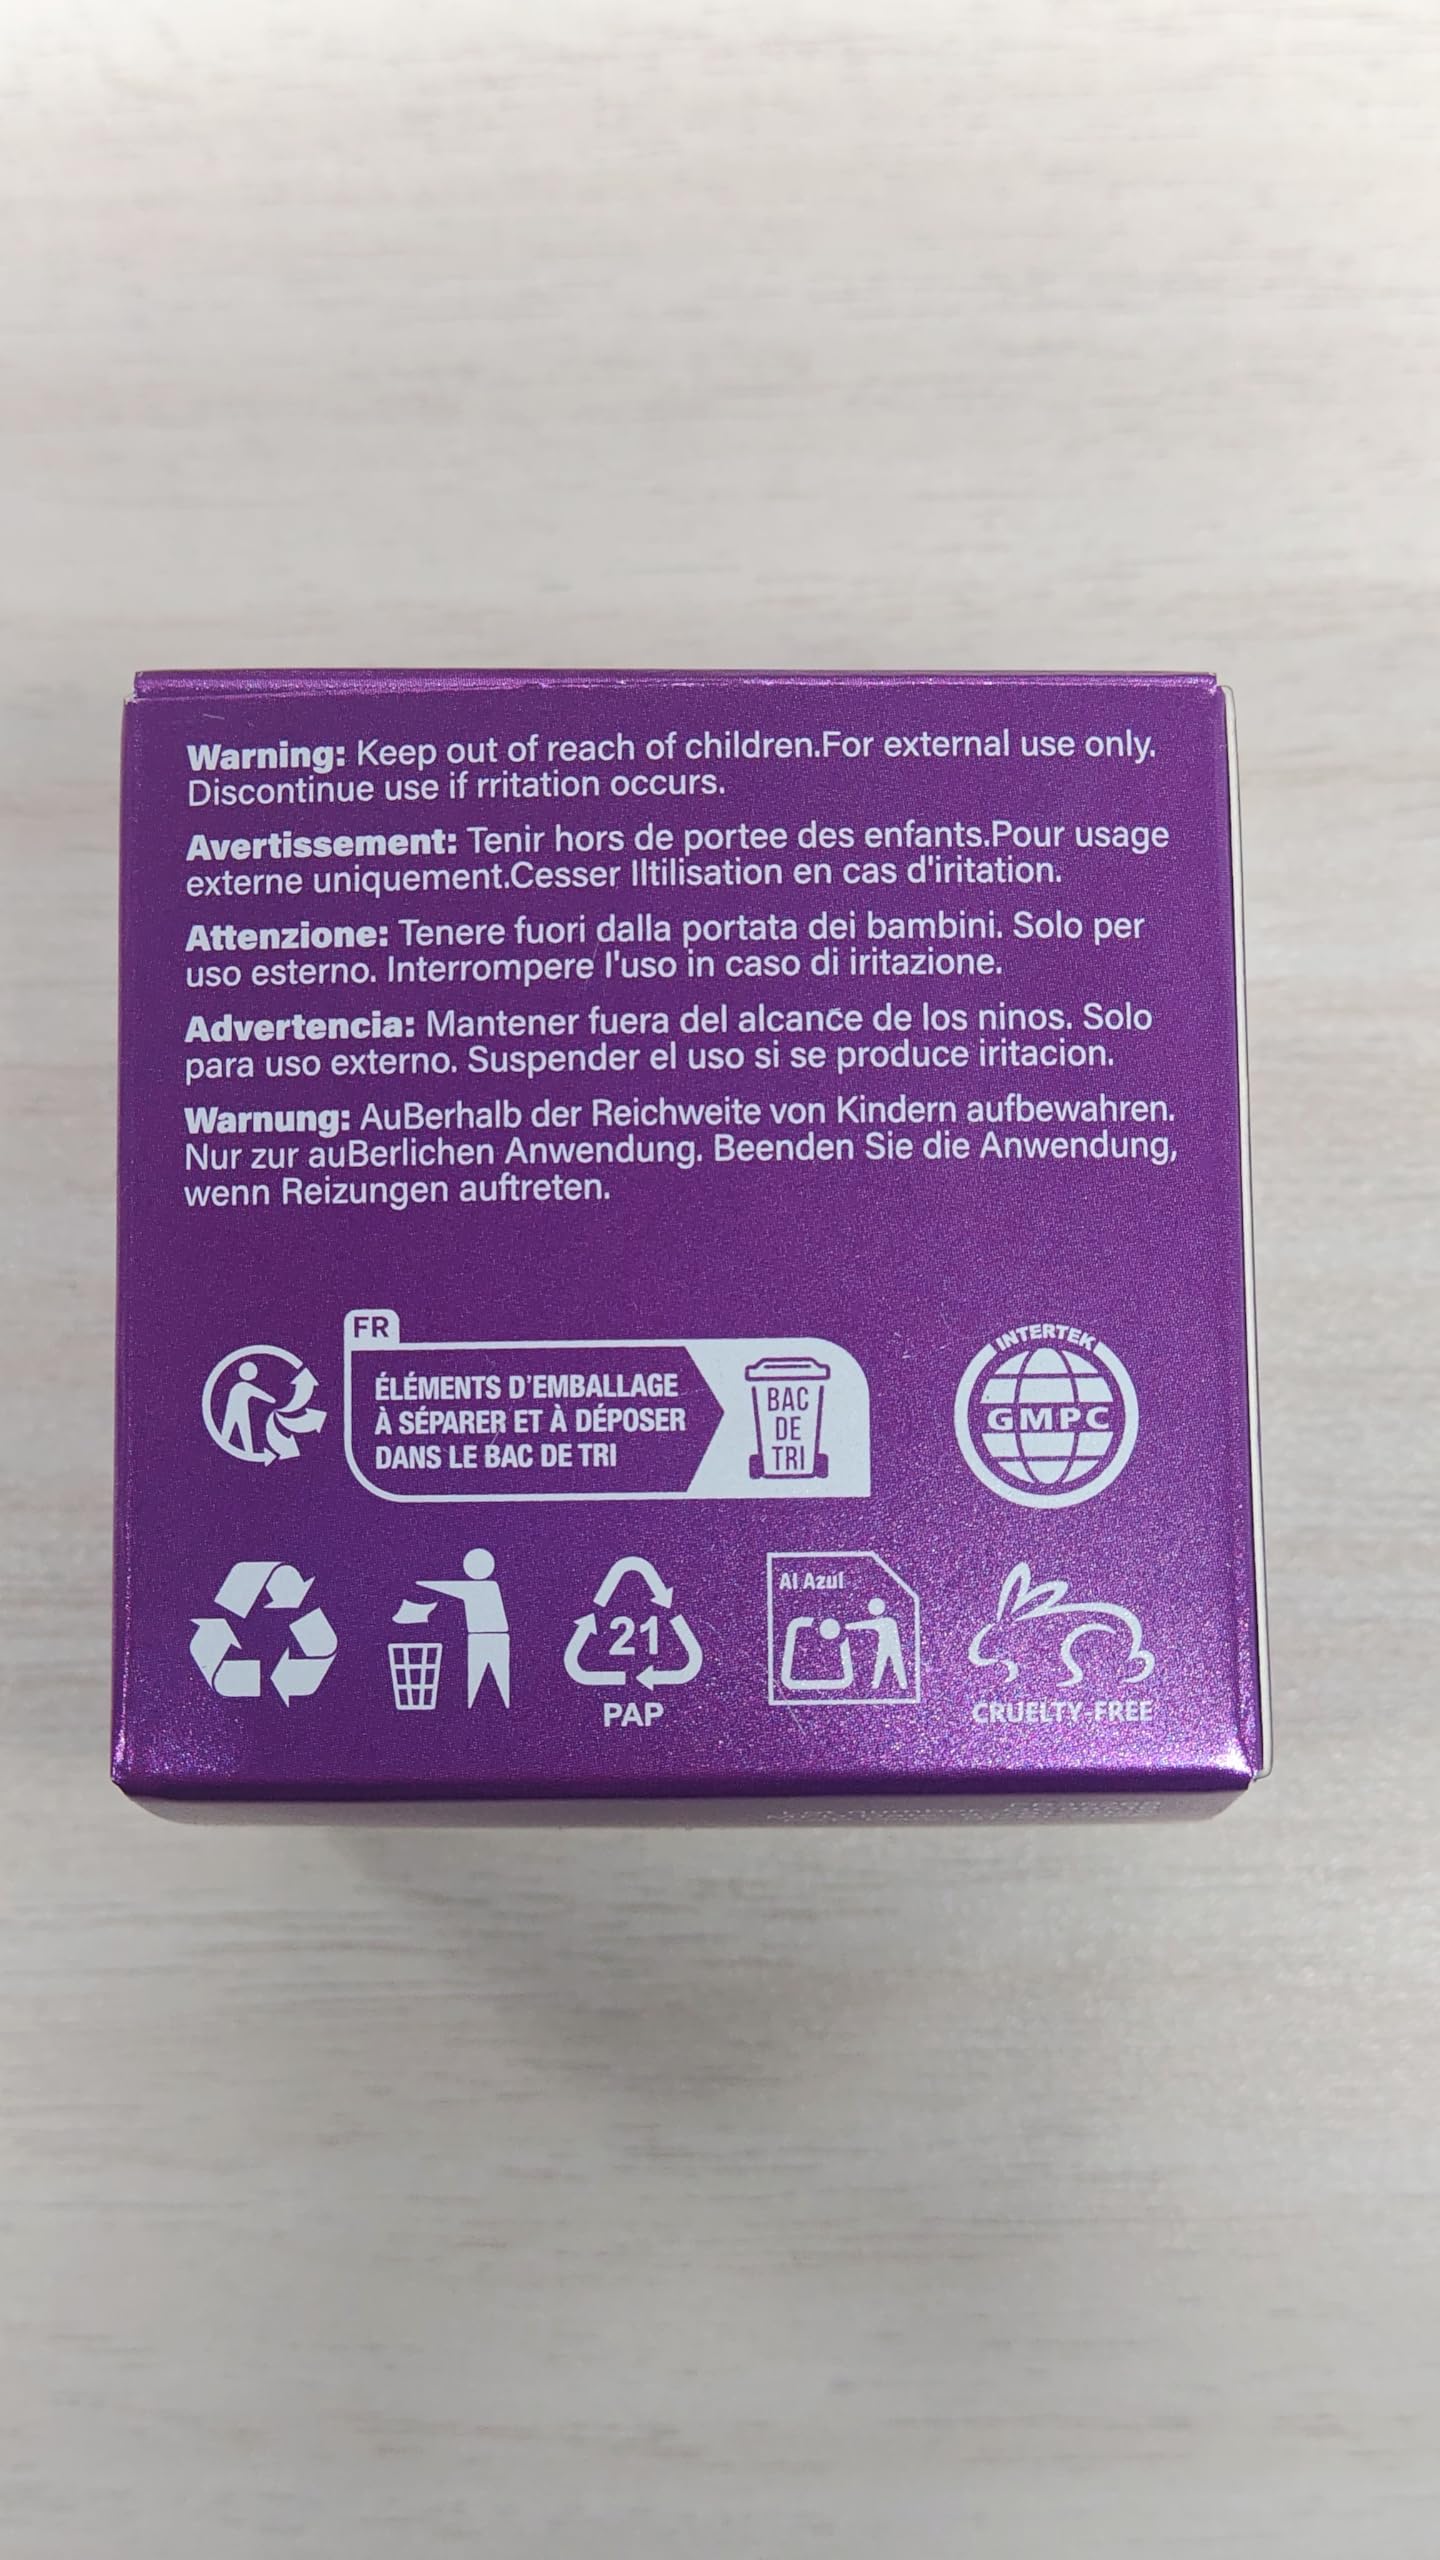 Warning: Keep out of reach of children.For external use only.
Discontinue use if rritation occurs.
Avertissement: Tenir hors de portee des enfants.Pour usage
externe uniquement.Cesser Iltilisation en cas d'iritation.
Attenzione: Tenere fuori dalla portata dei bambini. Solo per
uso esterno. Interrompere l'uso in caso di iritazione.
Advertencia: Mantener fuera del alcance de los ninos. Solo
para uso externo. Suspender el uso si se produce iritacion.
Warnung: AuBerhalb der Reichweite von Kindern aufbewahren.
Nur zur auBerlichen Anwendung. Beenden Sie die Anwendung,
wenn Reizungen auftreten.
FR
ÉLÉMENTS D'EMBALLAGE
À SÉPARER ET À DÉPOSER
DANS LE BAC DE TRI
BAC
DE
TRI
INTERTEK
GMPC
21
PAP
Al Azul
CRUELTY-FREE